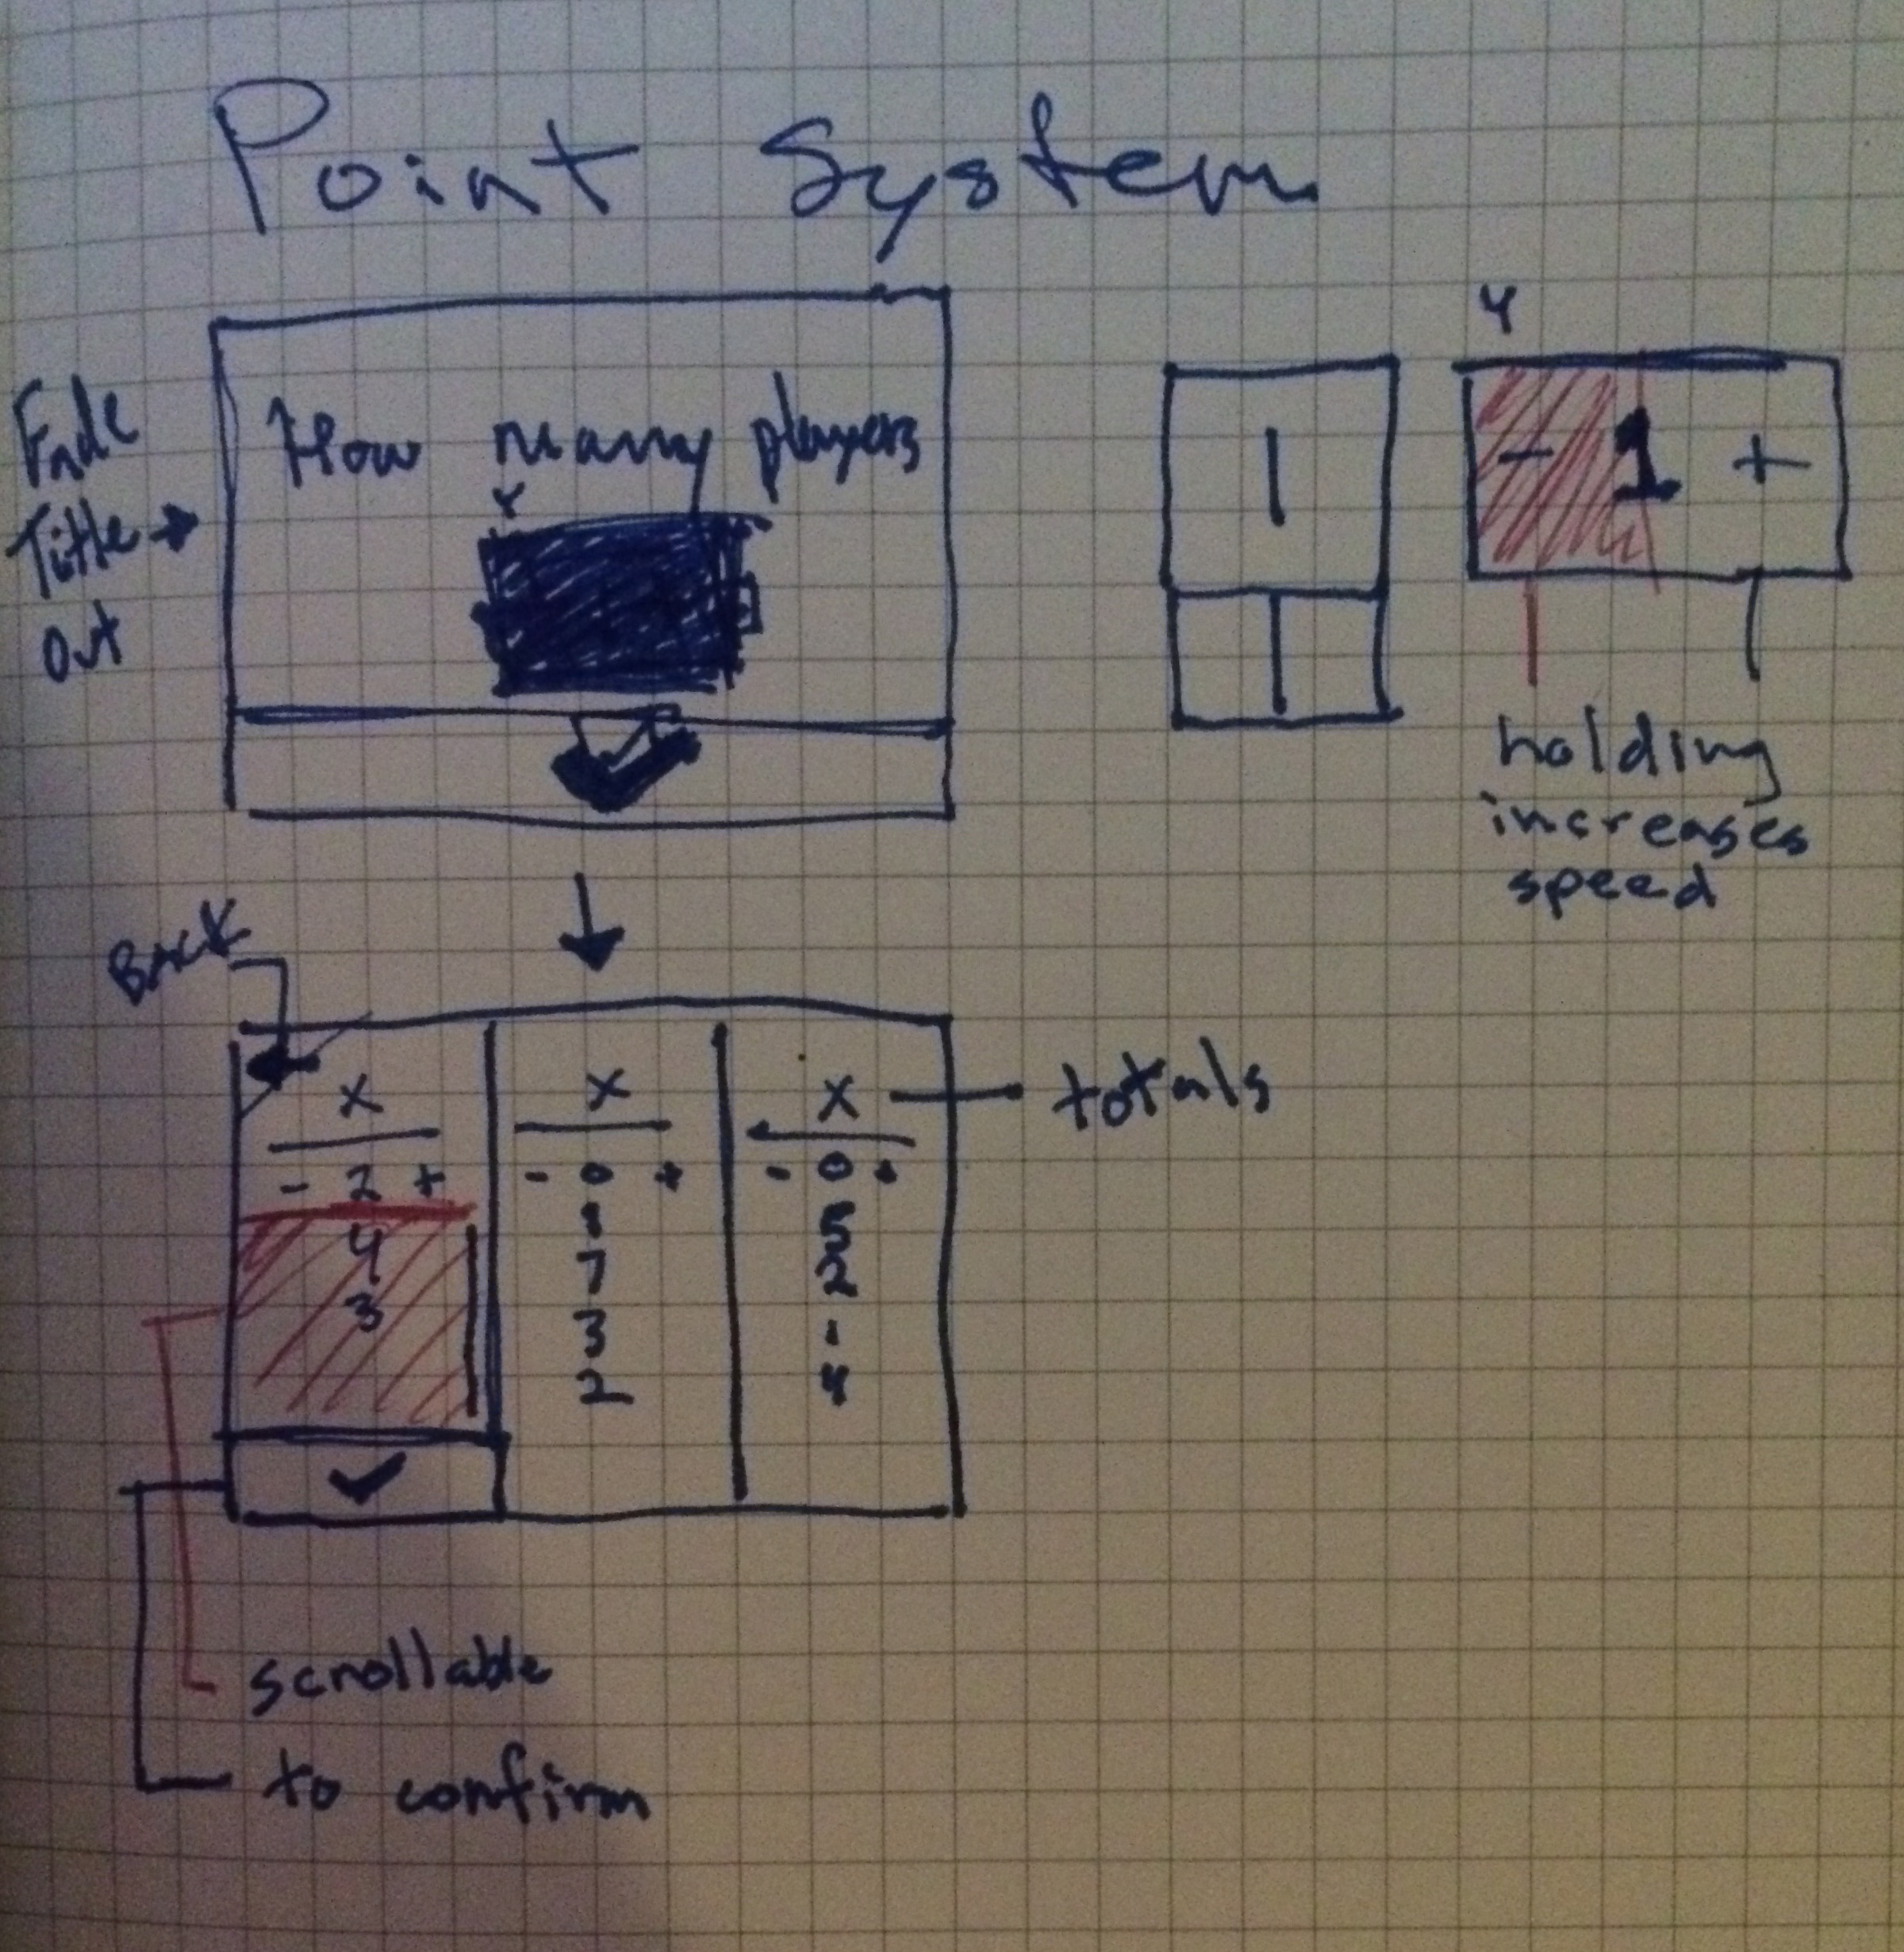 Point System
Fade
Title
out
How many players
Y
1
Y
- 1 +
holding
increases
speed
BACK
X X X
totals
- 2 + - 0 + - 0 +
4 1 5
3 7 2
3 1
2 4
scrollable
to confirm